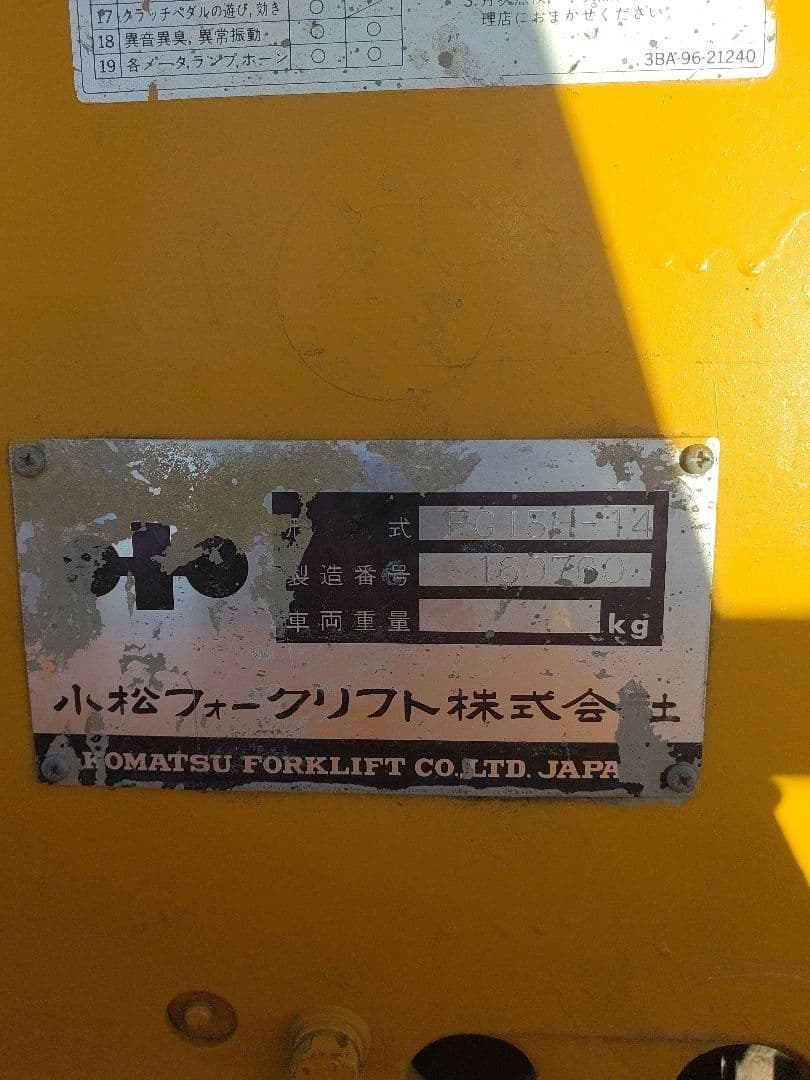 17 クラッチペダルの遊び,効き ○
18 異音異臭,異常振動 ○ ○
19 各メータ,ランプ,ホーン ○ ○
理店におまかせください。
3BA-96-21240
式 FG15H-14
製造番号 160760
車両重量 kg
小松フォークリフト株式会社
KOMATSU FORKLIFT CO.,LTD. JAPA